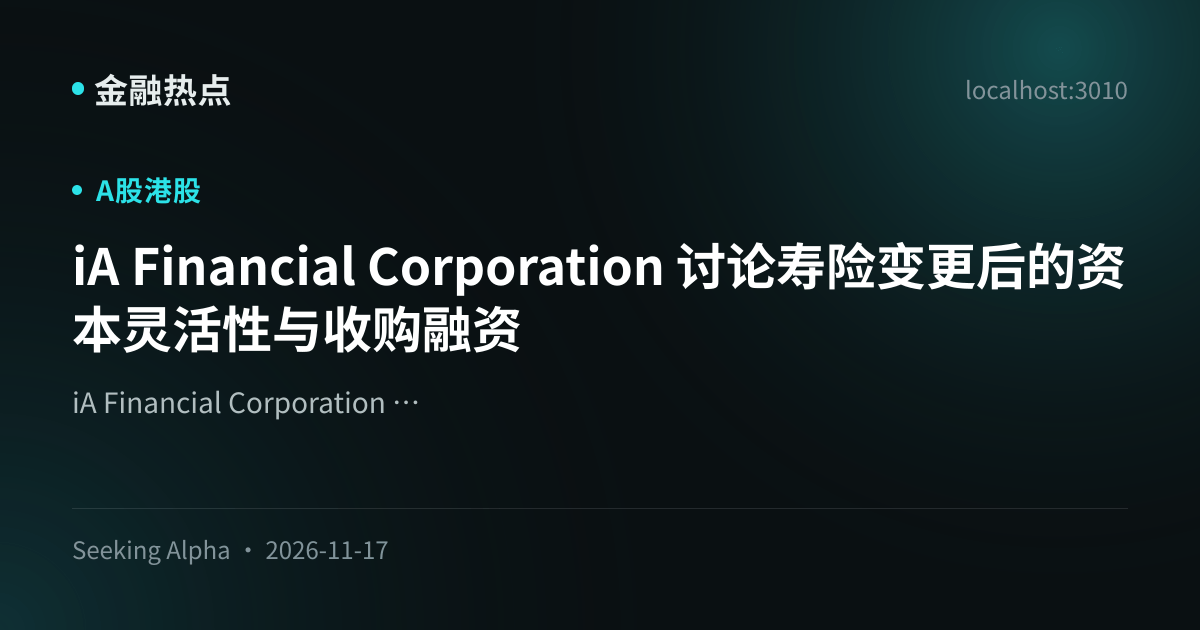 金融热点
localhost:3010
A股港股
iA Financial Corporation 讨论寿险变更后的资
本灵活性与收购融资
iA Financial Corporation …
Seeking Alpha · 2026-11-17